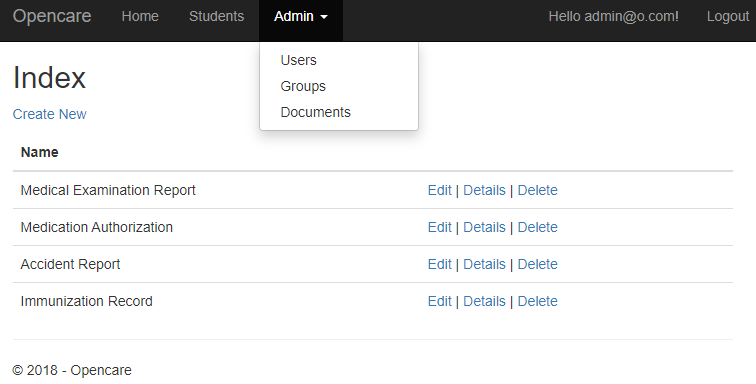 Opencare Home Students Admin Hello admin@o.com! Logout
Users
Groups
Documents
Index
Create New
Name
Medical Examination Report Edit | Details | Delete
Medication Authorization Edit | Details | Delete
Accident Report Edit | Details | Delete
Immunization Record Edit | Details | Delete
© 2018 - Opencare